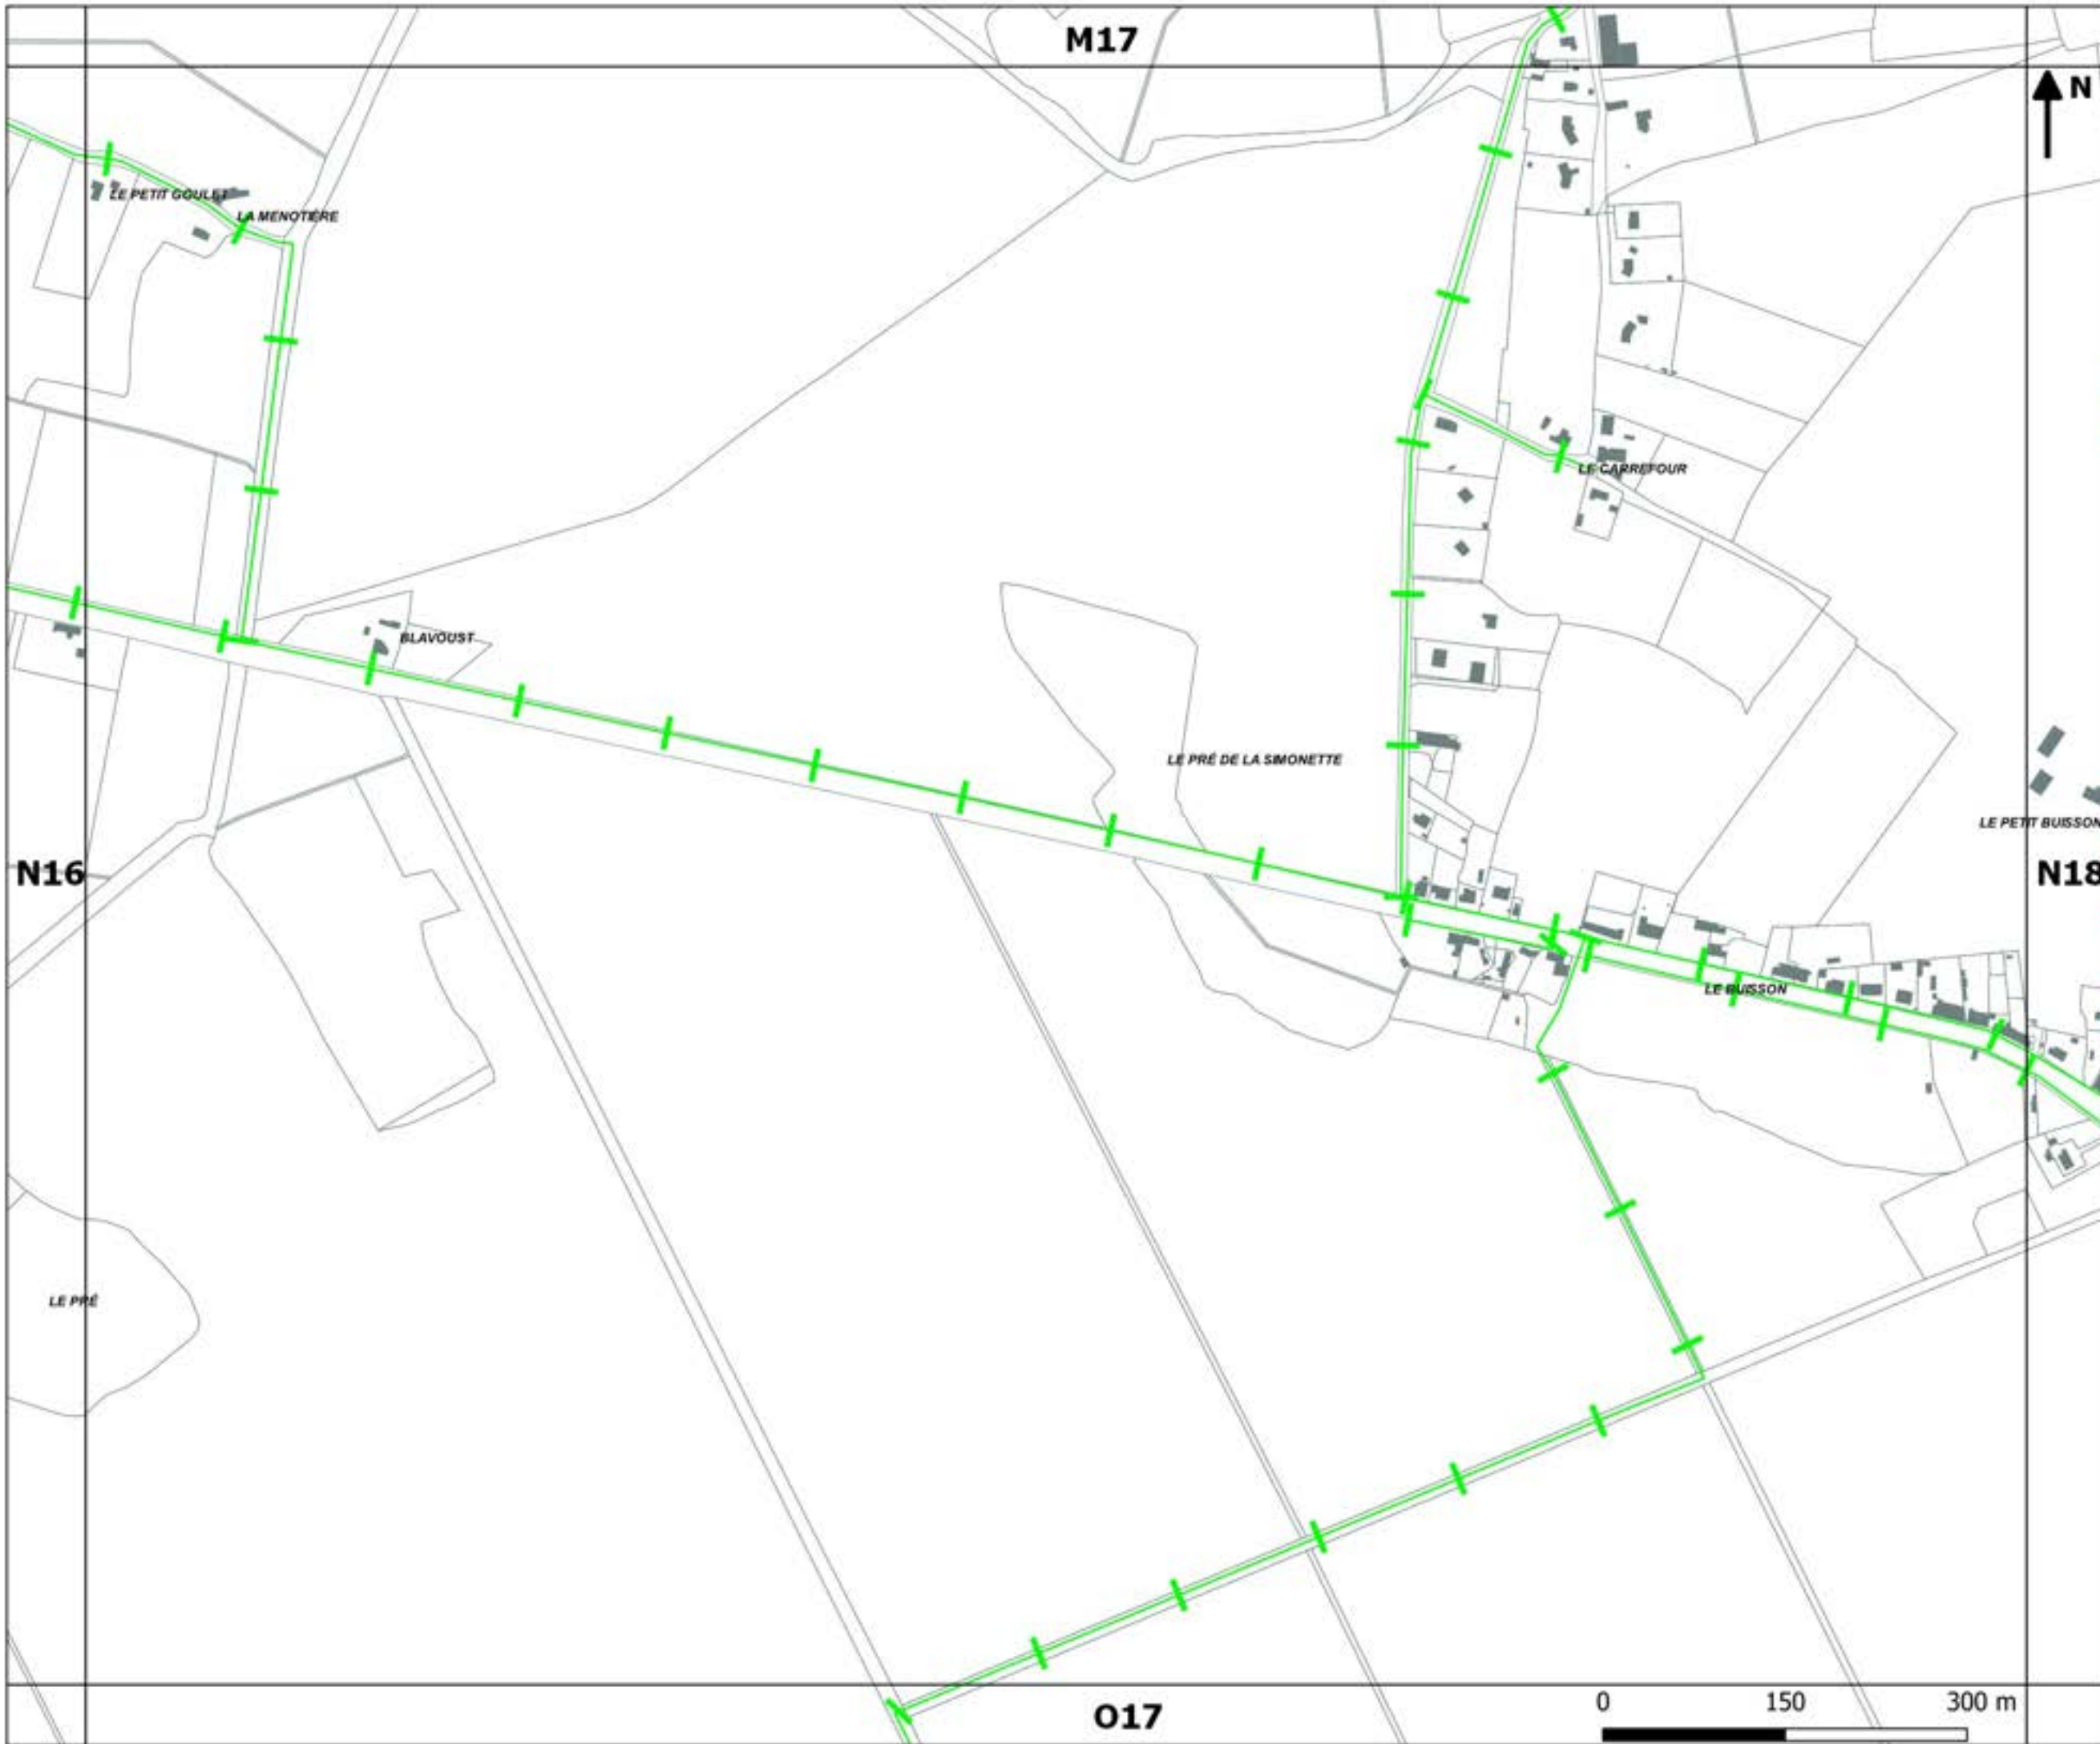 M17
N
LE PETIT GOULET
LA MENOTIÈRE
LE CARREFOUR
BLAVOUST
LE PRÉ DE LA SIMONETTE
LE PETIT BUISSON
N16
N18
LE BUISSON
LE PRÉ
O17
0 150 300 m